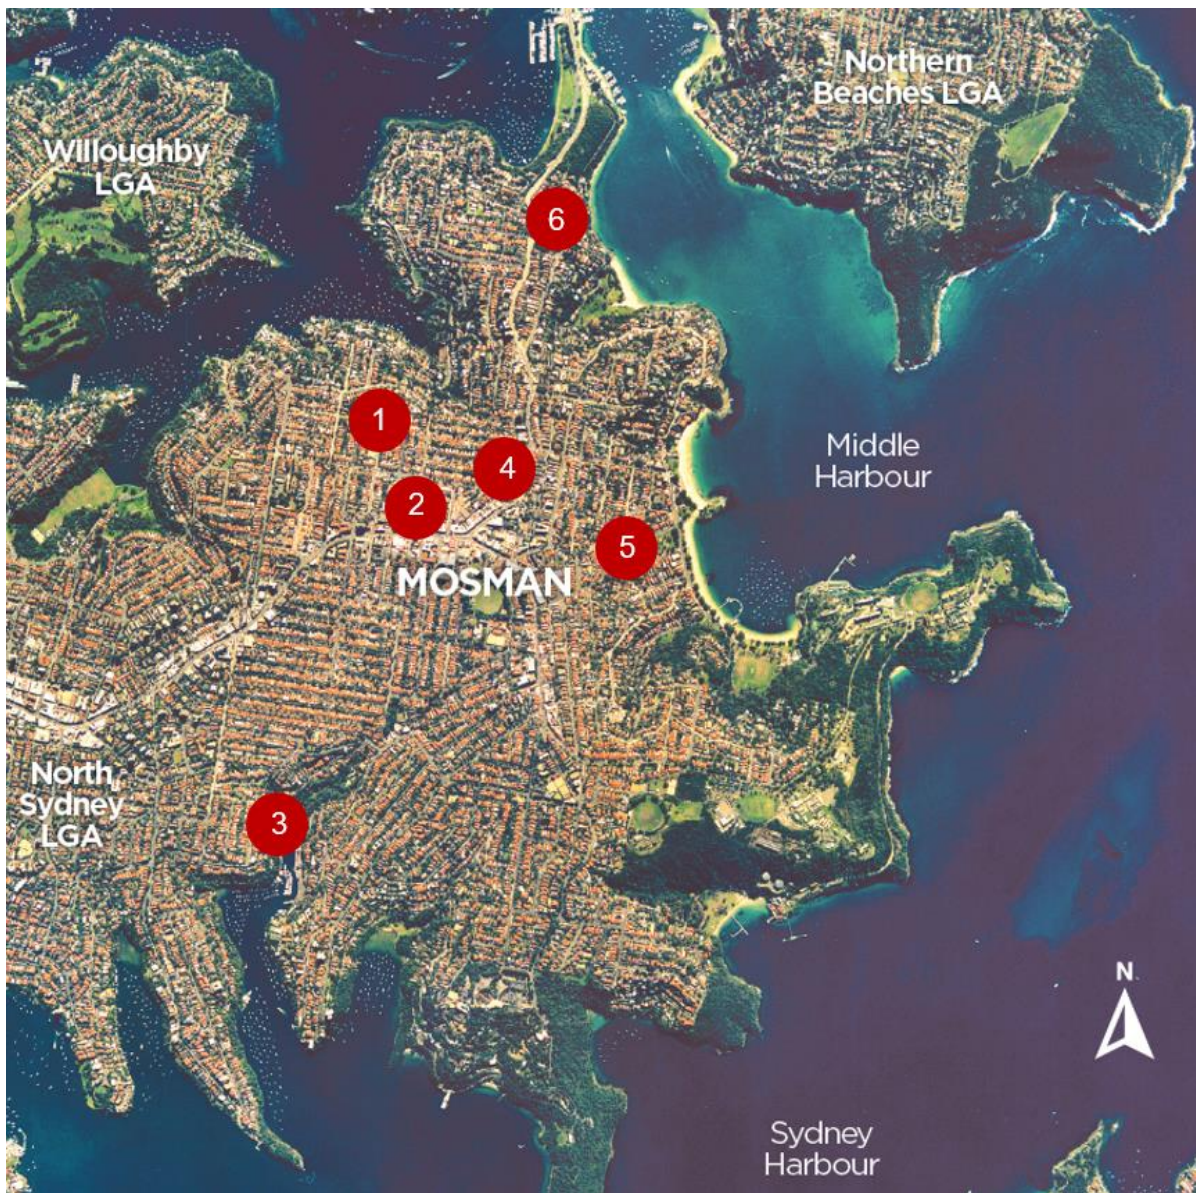 Northern
Beaches LGA
Willoughby
LGA
6
1
4
2
5
Middle
Harbour
MOSMAN
North
Sydney
LGA
3
N
Sydney
Harbour